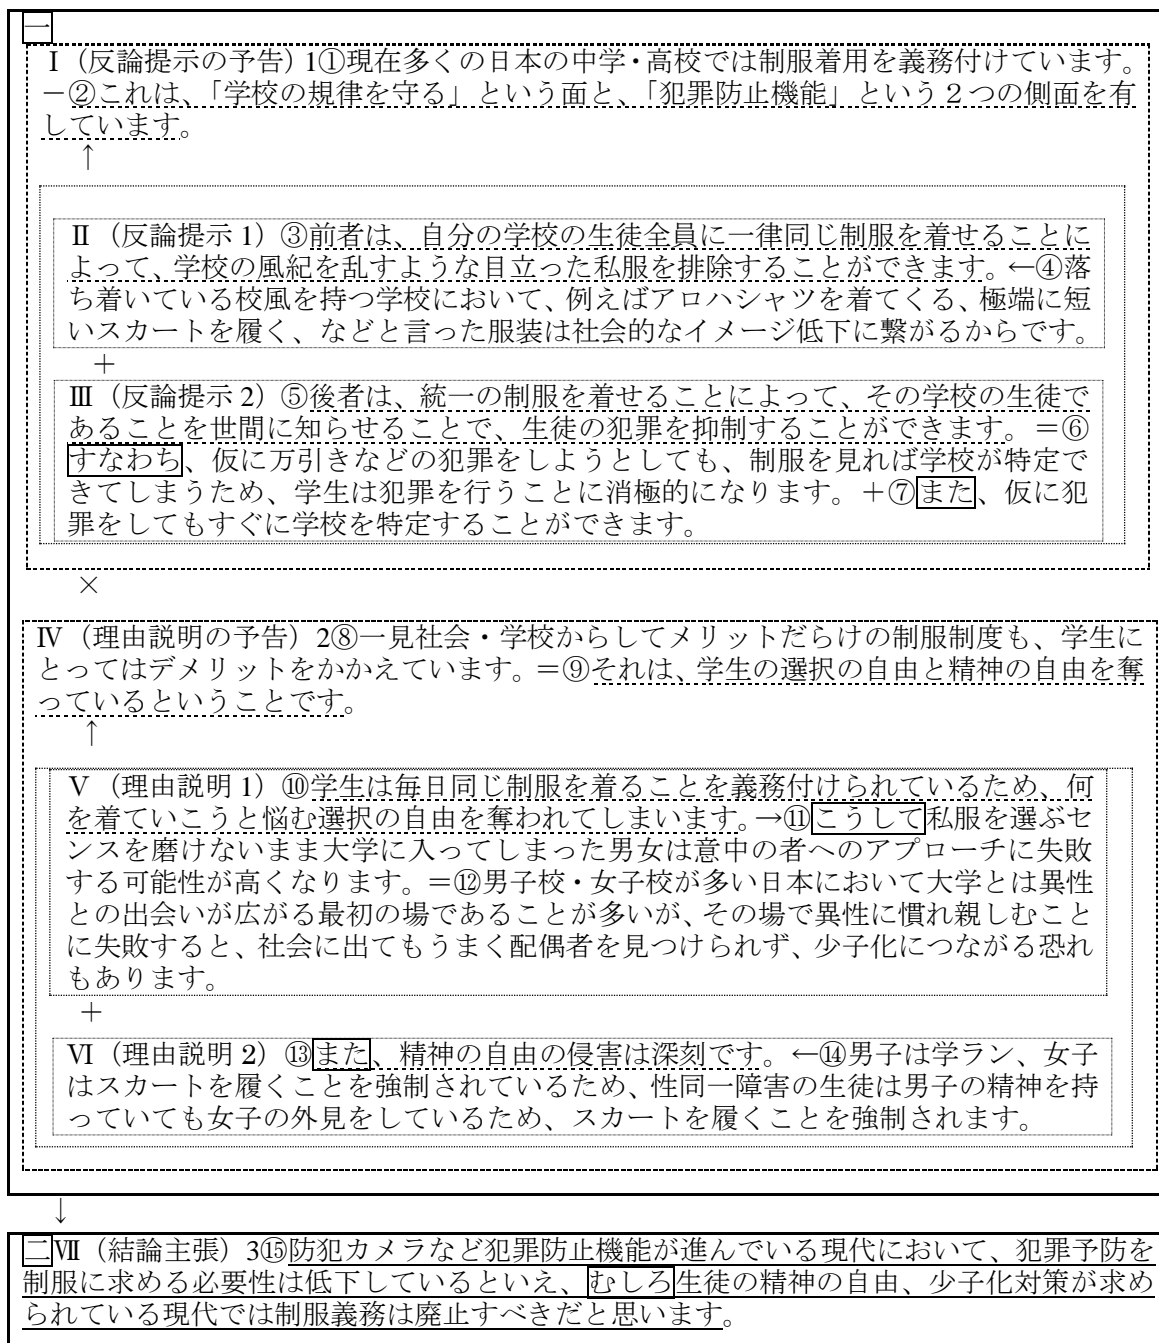 一
Ⅰ（反論提示の予告）1①現在多くの日本の中学・高校では制服着用を義務付けています。
－②これは、「学校の規律を守る」という面と、「犯罪防止機能」という２つの側面を有
しています。
↑
Ⅱ（反論提示 1）③前者は、自分の学校の生徒全員に一律同じ制服を着せることに
よって、学校の風紀を乱すような目立った私服を排除することができます。←④落
ち着いている校風を持つ学校において、例えばアロハシャツを着てくる、極端に短
いスカートを履く、などと言った服装は社会的なイメージ低下に繋がるからです。
＋
Ⅲ（反論提示 2）⑤後者は、統一の制服を着せることによって、その学校の生徒で
あることを世間に知らせることで、生徒の犯罪を抑制することができます。＝⑥
すなわち、仮に万引きなどの犯罪をしようとしても、制服を見れば学校が特定で
きてしまうため、学生は犯罪を行うことに消極的になります。＋⑦また、仮に犯
罪をしてもすぐに学校を特定することができます。
×
Ⅳ（理由説明の予告）2⑧一見社会・学校からしてメリットだらけの制服制度も、学生に
とってはデメリットをかかえています。＝⑨それは、学生の選択の自由と精神の自由を奪
っているということです。
↑
Ⅴ（理由説明 1）⑩学生は毎日同じ制服を着ることを義務付けられているため、何
を着ていこうと悩む選択の自由を奪われてしまいます。→⑪こうして私服を選ぶセ
ンスを磨けないまま大学に入ってしまった男女は意中の者へのアプローチに失敗
する可能性が高くなります。＝⑫男子校・女子校が多い日本において大学とは異性
との出会いが広がる最初の場であることが多いが、その場で異性に慣れ親しむこと
に失敗すると、社会に出てもうまく配偶者を見つけられず、少子化につながる恐れ
もあります。
＋
Ⅵ（理由説明 2）⑬また、精神の自由の侵害は深刻です。←⑭男子は学ラン、女子
はスカートを履くことを強制されているため、性同一障害の生徒は男子の精神を持
っていても女子の外見をしているため、スカートを履くことを強制されます。
↓
二Ⅶ（結論主張）3⑮防犯カメラなど犯罪防止機能が進んでいる現代において、犯罪予防を
制服に求める必要性は低下しているといえ、むしろ生徒の精神の自由、少子化対策が求め
られている現代では制服義務は廃止すべきだと思います。